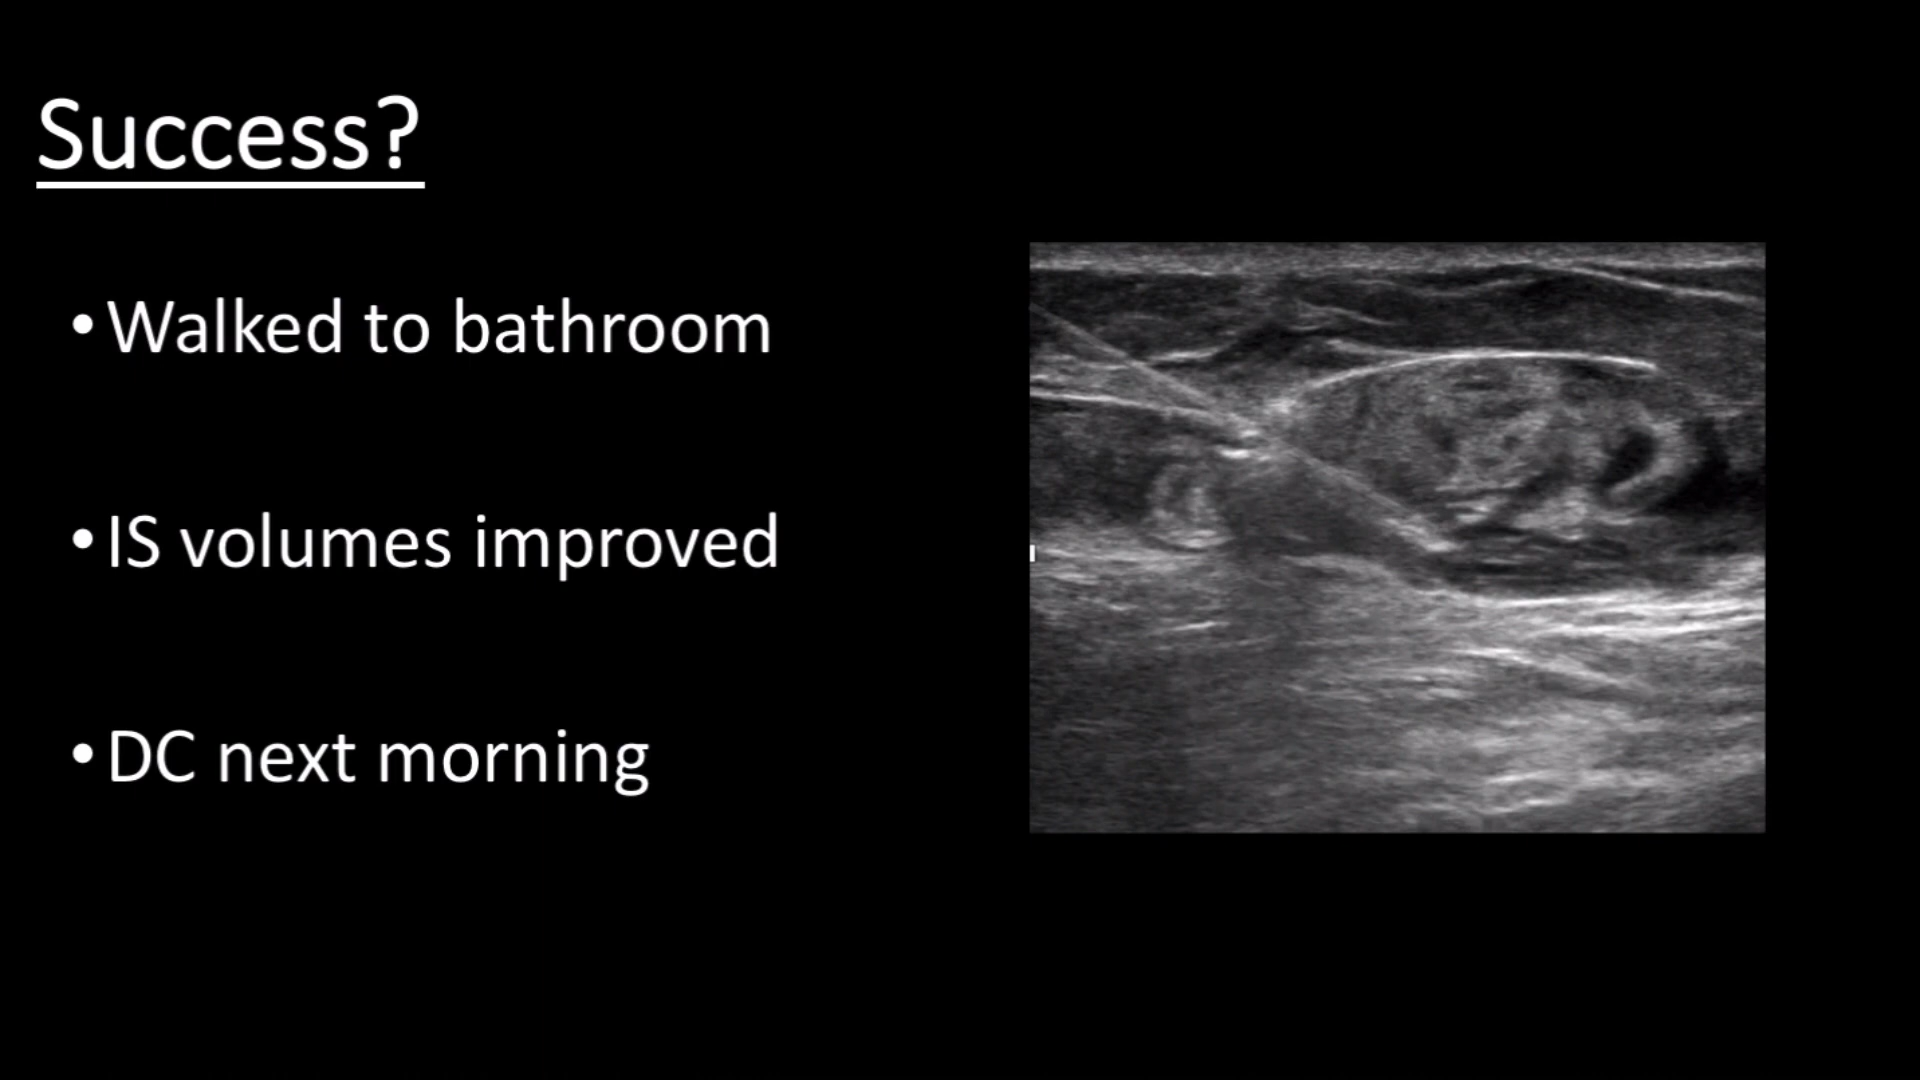 Success?
• Walked to bathroom
• IS volumes improved
• DC next morning